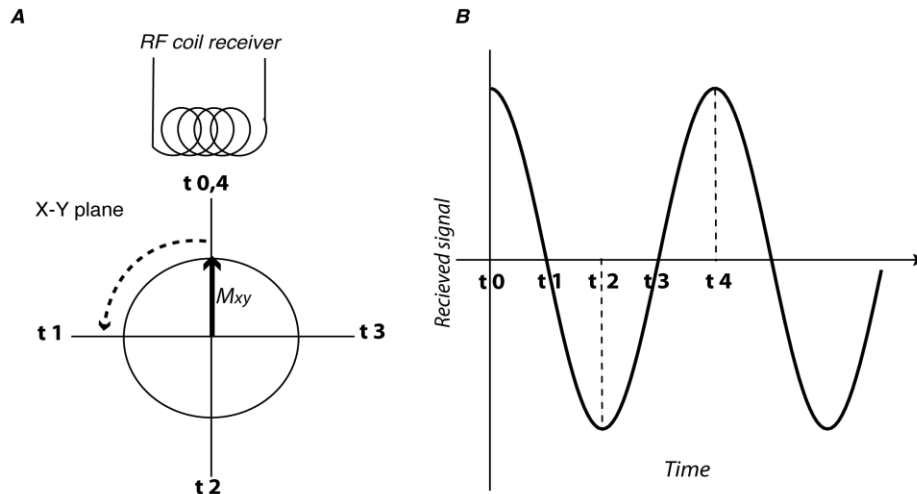 A
RF coil receiver
t 0,4
X-Y plane
Mxy
t 1
t 3
t 2
B
Recieved signal
t 0
t 1
t 2
t 3
t 4
Time